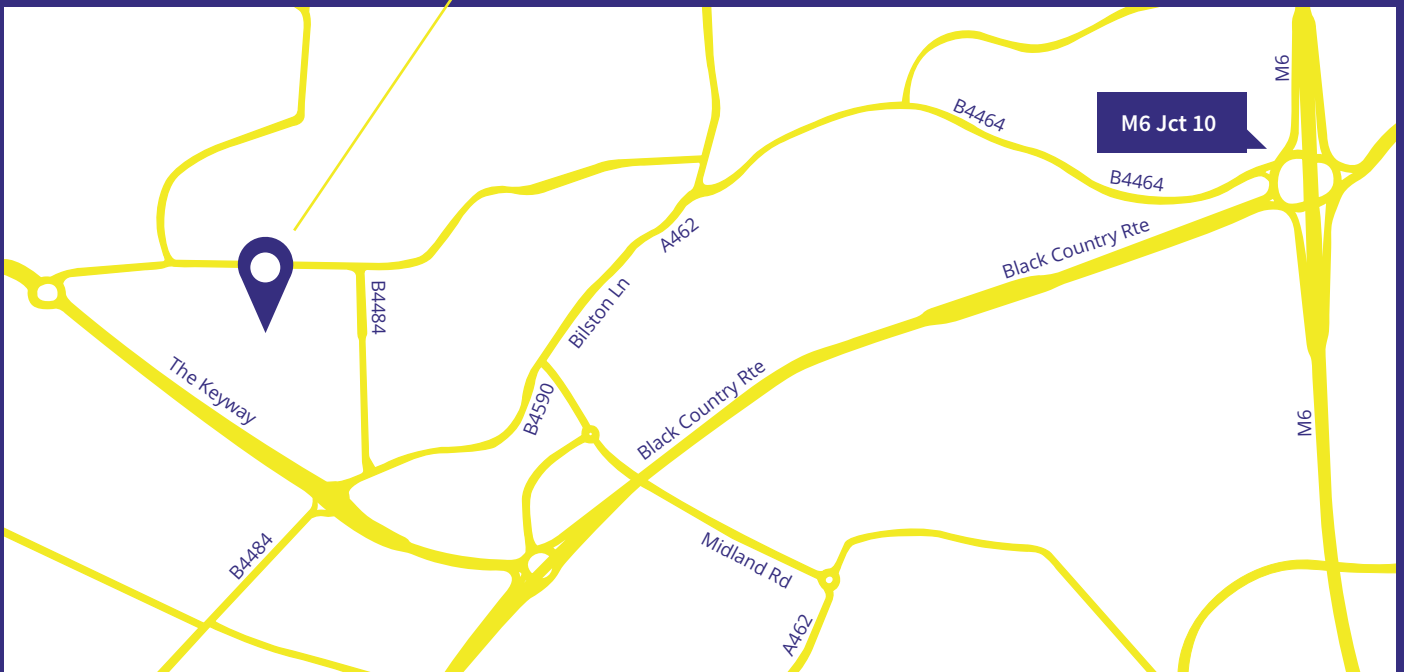 M6
B4464
M6 Jct 10
B4464
A462
Black Country Rte
B4484
Bilston Ln
The Keyway
B4590
Black Country Rte
M6
B4484
Midland Rd
A462